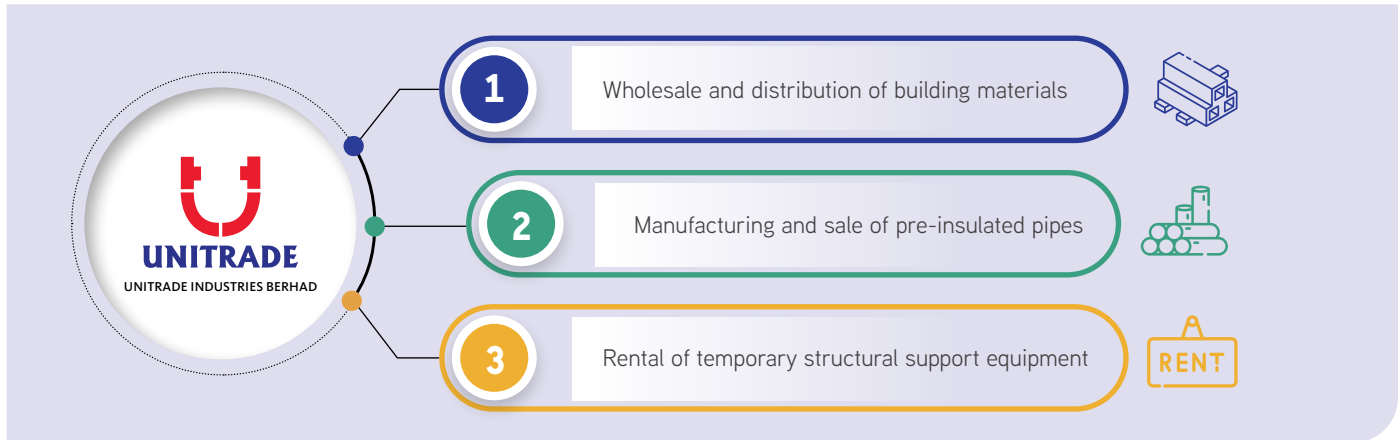 UNITRADE
UNITRADE INDUSTRIES BERHAD
1
Wholesale and distribution of building materials
2
Manufacturing and sale of pre-insulated pipes
3
Rental of temporary structural support equipment
RENT